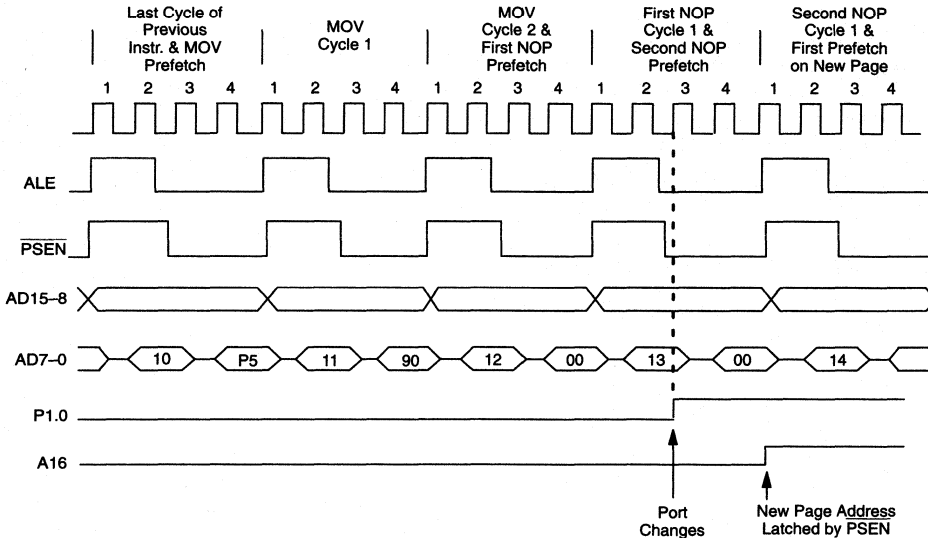 Last Cycle of
Previous
Instr. & MOV
Prefetch
MOV
Cycle 1
MOV
Cycle 2 &
First NOP
Prefetch
First NOP
Cycle 1 &
Second NOP
Prefetch
Second NOP
Cycle 1 &
First Prefetch
on New Page
1 2 3 4 1 2 3 4 1 2 3 4 1 2 3 4 1 2 3 4
ALE
PSEN
AD15–8
AD7–0 10 P5 11 90 12 00 13 00 14
P1.0
A16
Port
Changes
New Page Address
Latched by PSEN